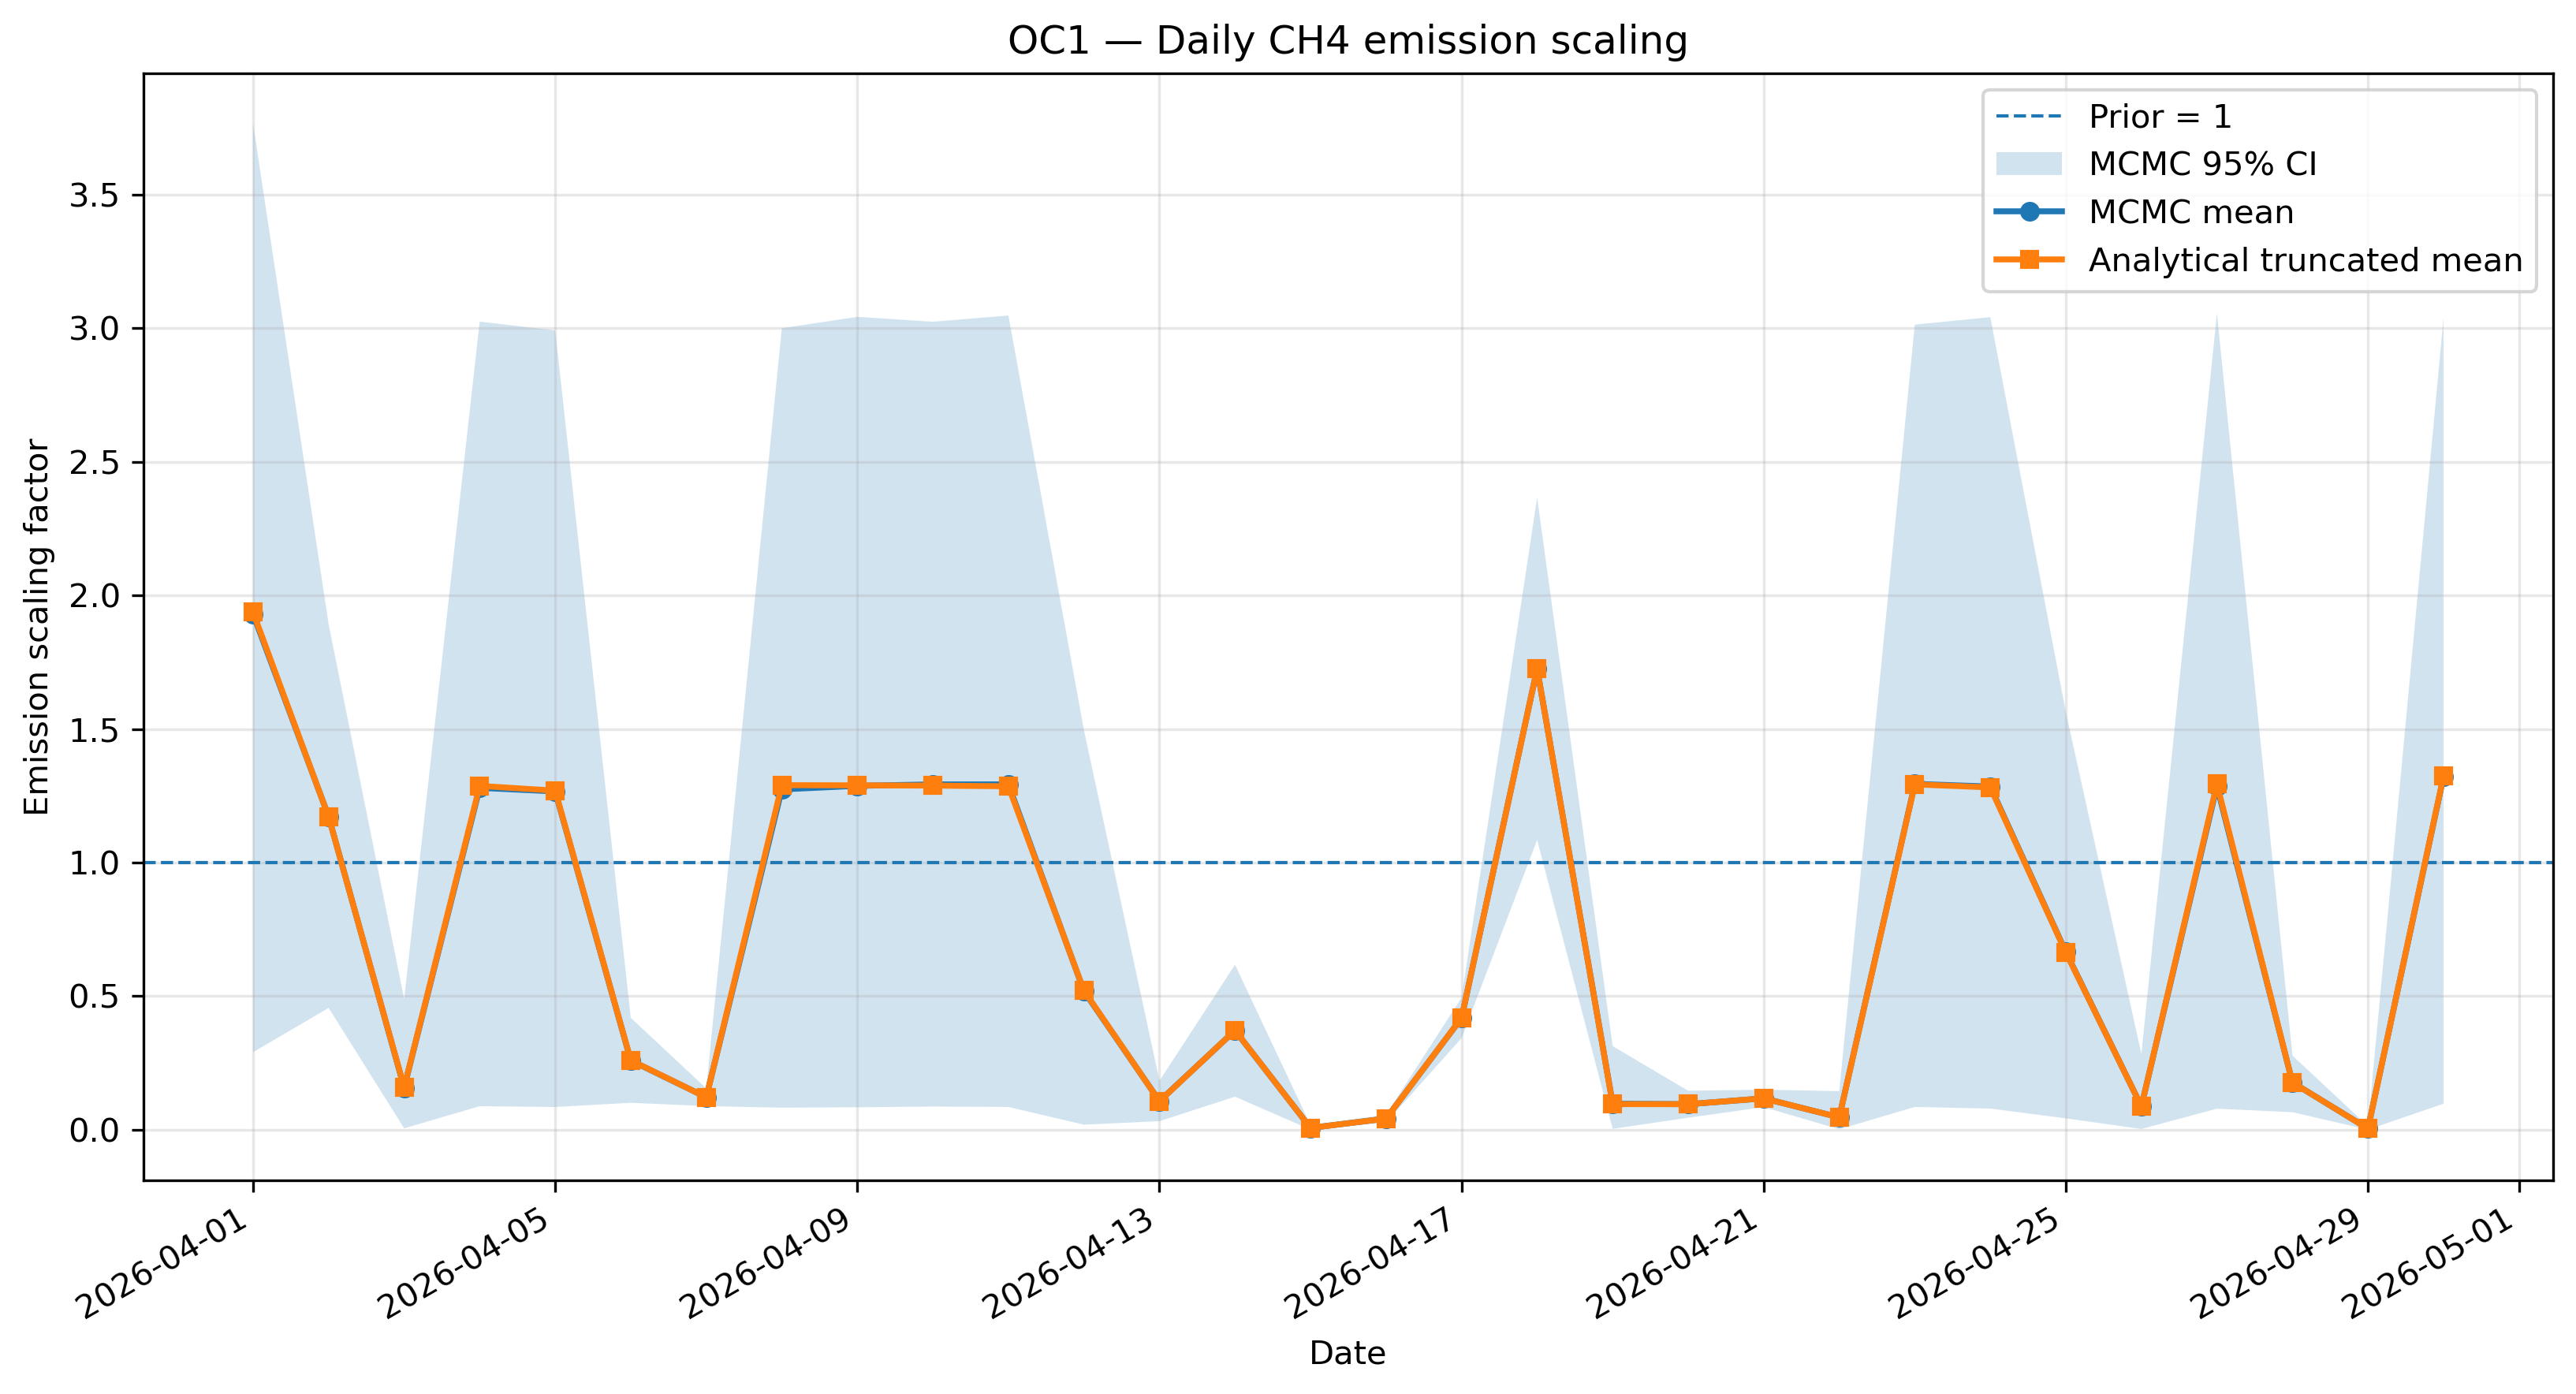 OC1 — Daily CH4 emission scaling
Prior = 1
MCMC 95% CI
MCMC mean
Analytical truncated mean
Emission scaling factor
3.5
3.0
2.5
2.0
1.5
1.0
0.5
0.0
2026-04-01
2026-04-05
2026-04-09
2026-04-13
2026-04-17
2026-04-21
2026-04-25
2026-04-29
2026-05-01
Date